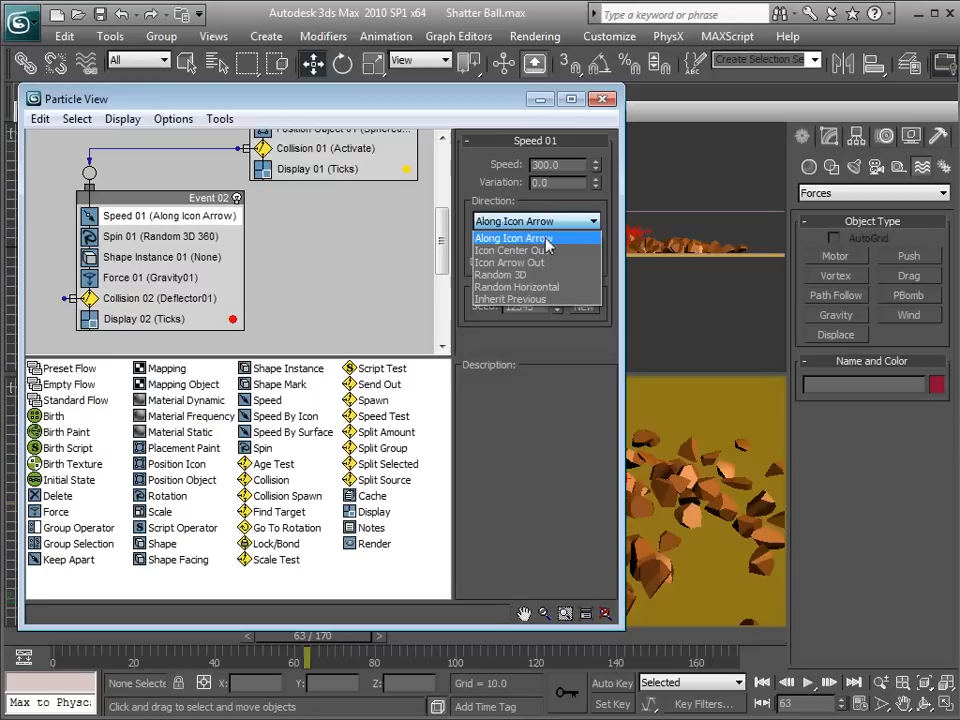 Autodesk 3ds Max 2010 SP1 x64
Shatter Ball.max
Type a keyword or phrase
Edit Tools Group Views Create Modifiers Animation Graph Editors Rendering Customize PhysX MAXScript Help
All
View
Create Selection Se
Particle View
Edit Select Display Options Tools
Collision 01 (Activate)
Display 01 (Ticks)
Event 02
Speed 01 (Along Icon Arrow)
Spin 01 (Random 3D 360)
Shape Instance 01 (None)
Force 01 (Gravity01)
Collision 02 (Deflector01)
Display 02 (Ticks)
Speed 01
Speed: 300.0
Variation: 0.0
Direction:
Along Icon Arrow
Along Icon Arrow
Icon Center Ou
Icon Arrow Out
Random 3D
Random Horizontal
Inherit Previous
Description:
Preset Flow Mapping Shape Instance Script Test
Empty Flow Mapping Object Shape Mark Send Out
Standard Flow Material Dynamic Speed Spawn
Birth Material Frequency Speed By Icon Speed Test
Birth Paint Material Static Speed By Surface Split Amount
Birth Script Placement Paint Spin Split Group
Birth Texture Position Icon Age Test Split Selected
Initial State Position Object Collision Split Source
Delete Rotation Collision Spawn Cache
Force Scale Find Target Display
Group Operator Script Operator Go To Rotation Notes
Group Selection Shape Lock/Bond Render
Keep Apart Shape Facing Scale Test
Forces
Object Type
AutoGrid
Motor Push
Vortex Drag
Path Follow PBomb
Gravity Wind
Displace
Name and Color
< 63 / 170 >
0 20 40 60 80 100 120 140 160
None Selecte X: Y: Z: Grid = 10.0 Auto Key Selected
Max to Physc Click and drag to select and move objects Add Time Tag Set Key Key Filters... 63